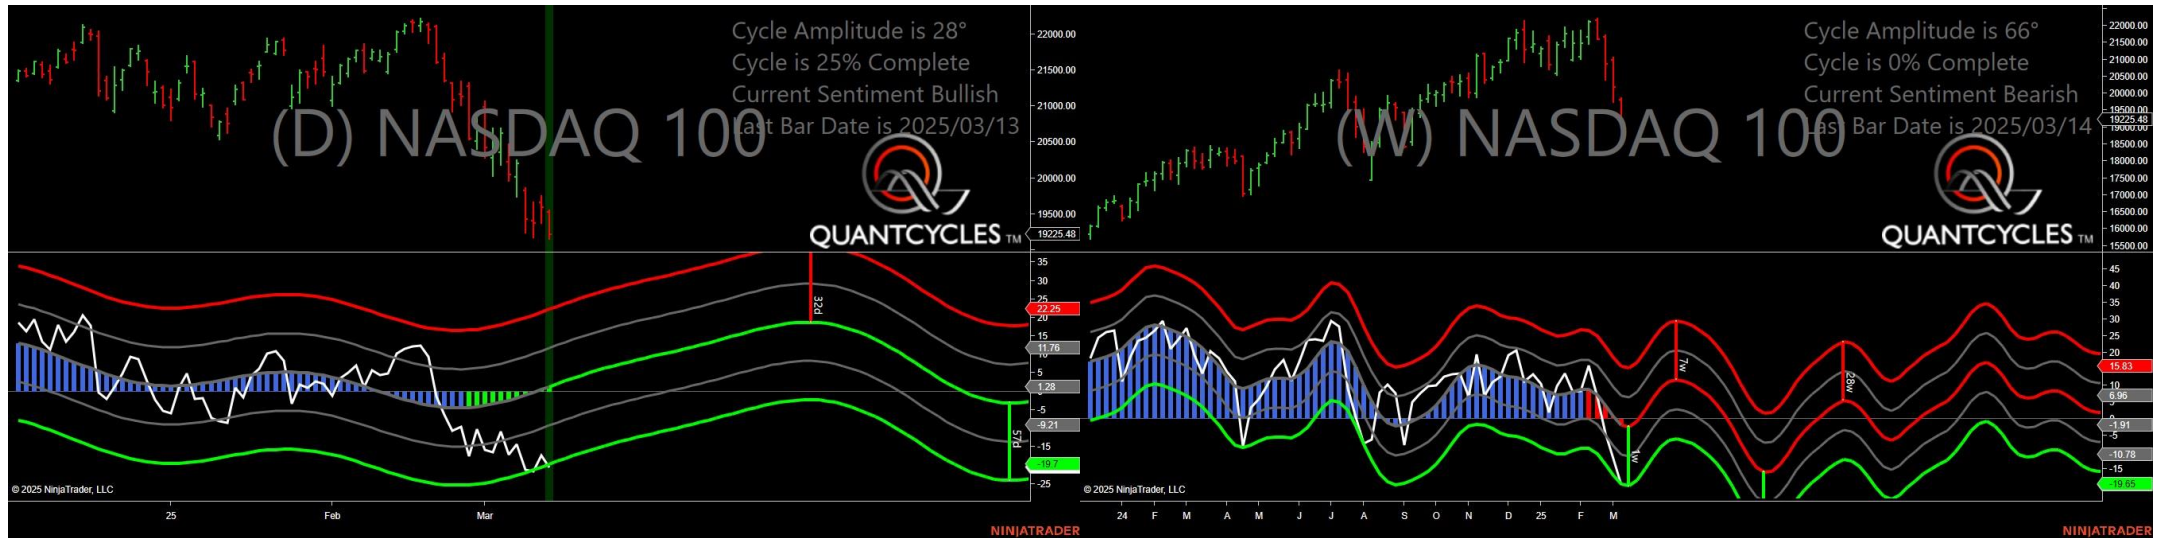 Cycle Amplitude is 28°
Cycle is 25% Complete
Current Sentiment Bullish
Last Bar Date is 2025/03/13
(D) NASDAQ 100
QUANTCYCLES TM
22000.00
21500.00
21000.00
20500.00
20000.00
19500.00
19225.48
35
30
25
22.25
20
15
11.76
10
5
1.28
-5
-9.21
-15
-19.7
-25
32d
57d
© 2025 NinjaTrader, LLC
25 Feb Mar
NINJATRADER
Cycle Amplitude is 66°
Cycle is 0% Complete
Current Sentiment Bearish
Last Bar Date is 2025/03/14
(W) NASDAQ 100
QUANTCYCLES TM
22000.00
21500.00
21000.00
20500.00
20000.00
19500.00
19225.48
19000.00
18500.00
18000.00
17500.00
17000.00
16500.00
16000.00
15500.00
45
40
35
30
25
20
15.83
10
6.96
0
-1.91
-5
-10.78
-15
-19.65
1w
7w
28w
© 2025 NinjaTrader, LLC
24 F M A M J J A S O N D 25 F M
NINJATRADER